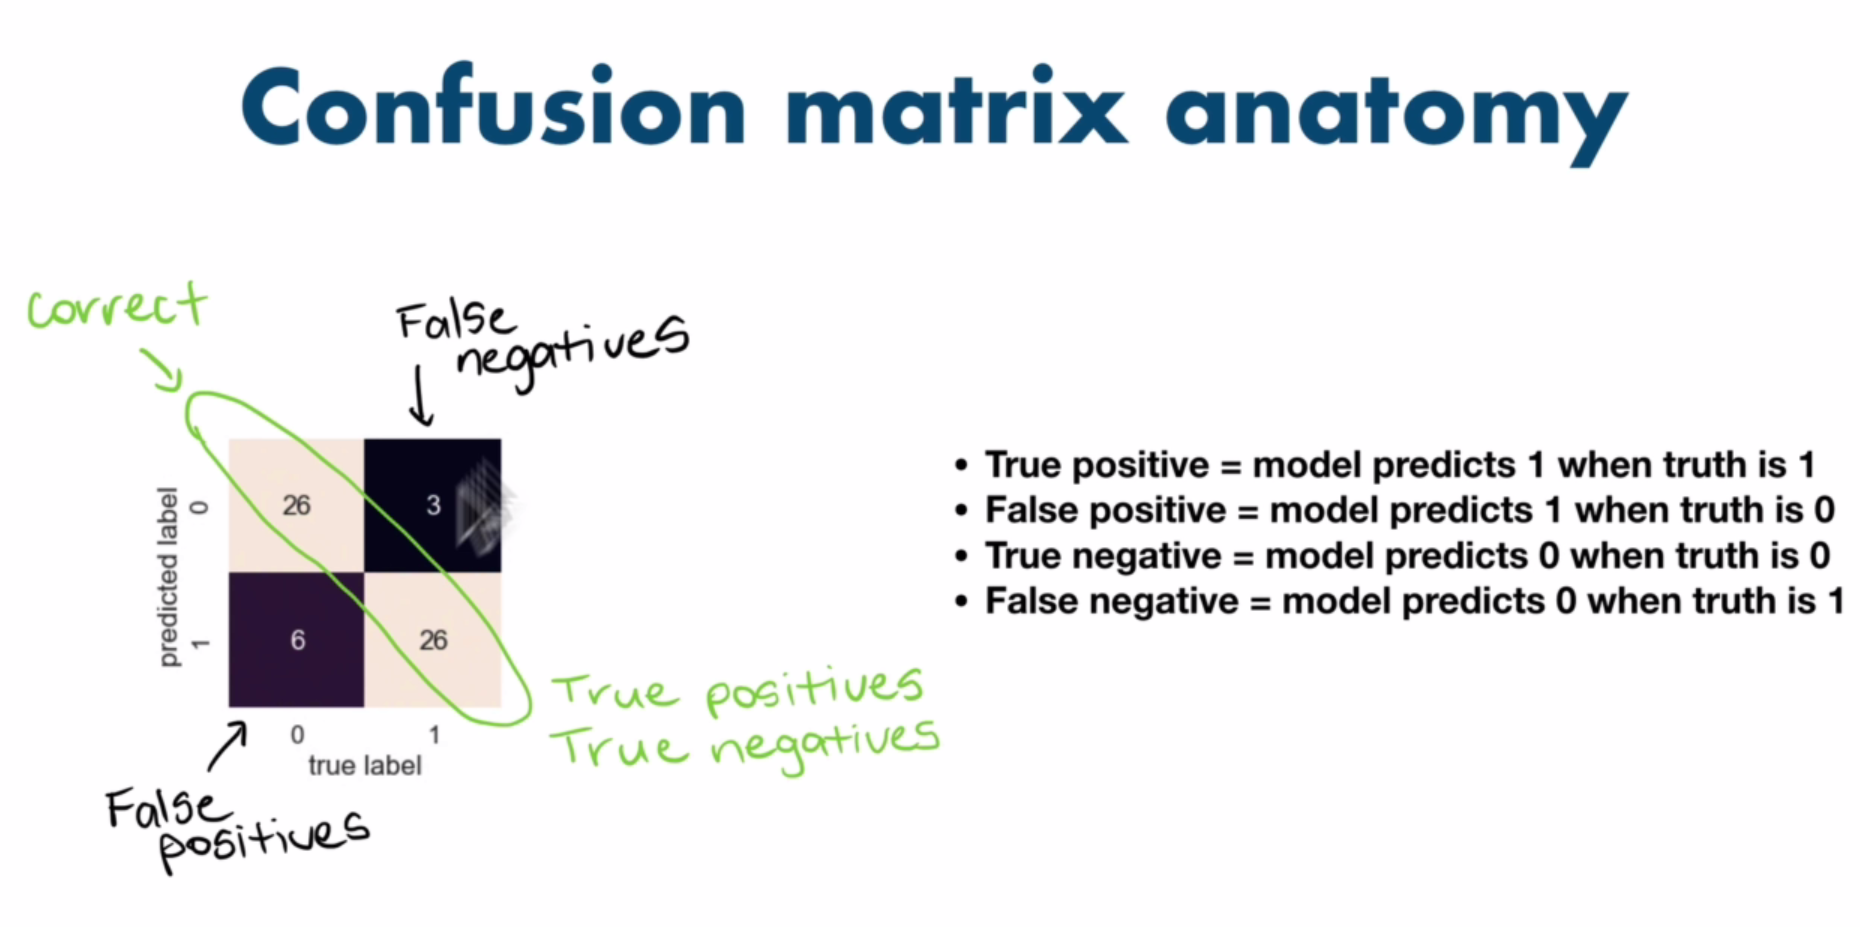 Confusion matrix anatomy
correct
False
negatives
predicted label
0
26
3
1
6
26
0
1
true label
False
positives
True positives
True negatives
• True positive = model predicts 1 when truth is 1
• False positive = model predicts 1 when truth is 0
• True negative = model predicts 0 when truth is 0
• False negative = model predicts 0 when truth is 1